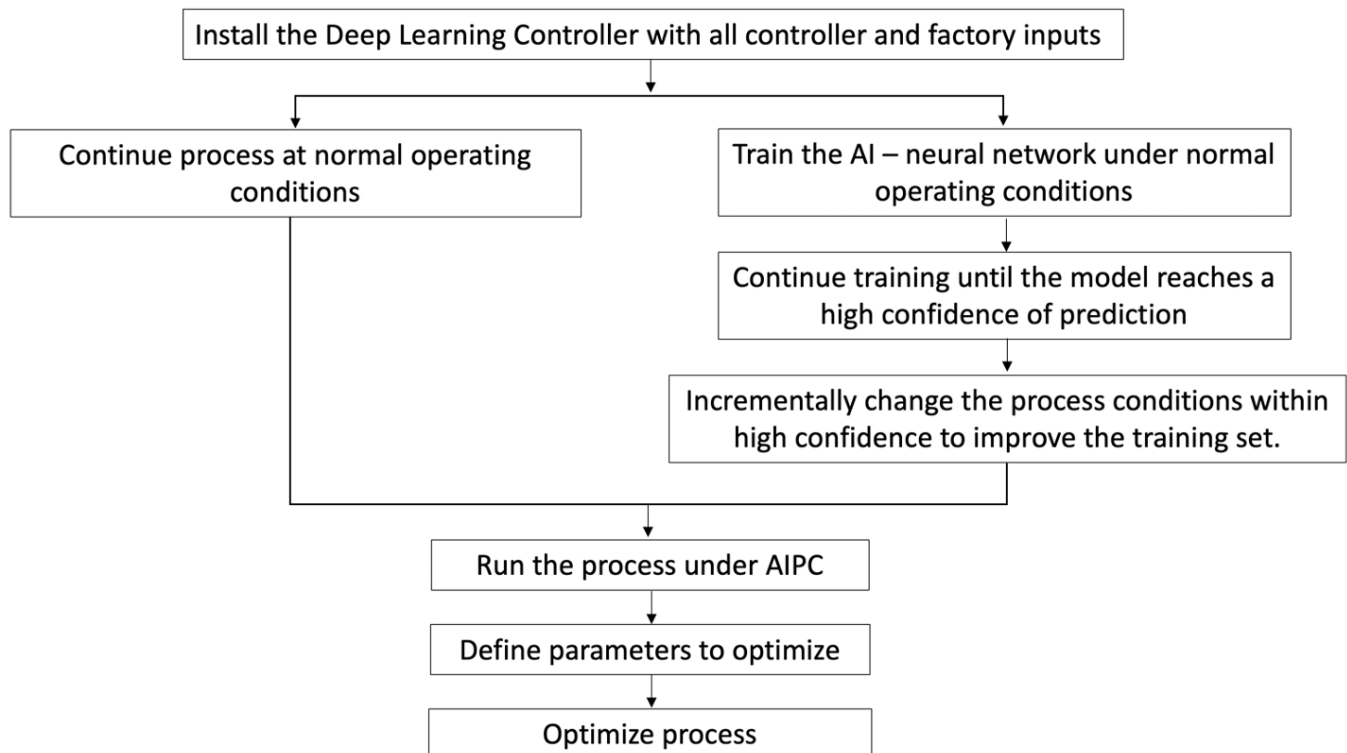 Install the Deep Learning Controller with all controller and factory inputs
Continue process at normal operating
conditions
Train the AI – neural network under normal
operating conditions
Continue training until the model reaches a
high confidence of prediction
Incrementally change the process conditions within
high confidence to improve the training set.
Run the process under AIPC
Define parameters to optimize
Optimize process